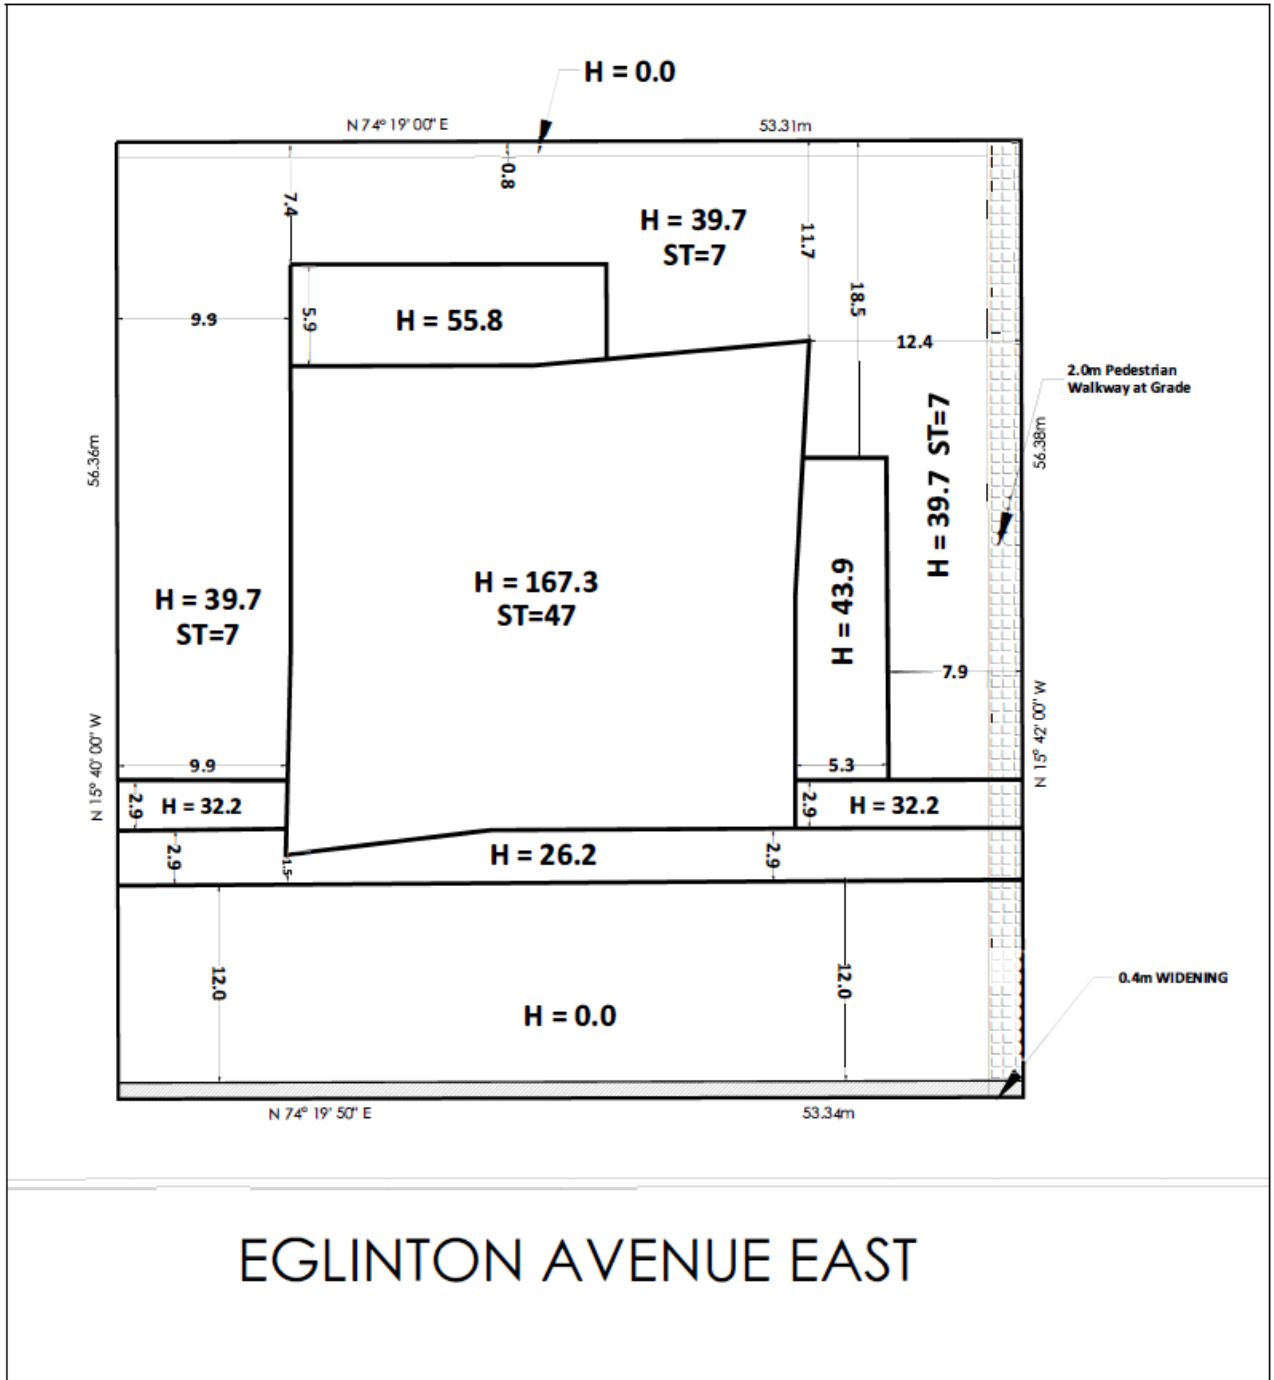 H = 0.0
N 74° 19' 00" E
53.31m
0.8
7.4
H = 39.7
ST=7
11.7
18.5
9.9
5.9
H = 55.8
12.4
2.0m Pedestrian
Walkway at Grade
H = 39.7 ST=7
56.36m
56.38m
H = 167.3
ST=47
H = 43.9
H = 39.7
ST=7
7.9
N 15° 40' 00" W
N 15° 42' 00" W
9.9
5.3
2.9
H = 32.2
2.9
H = 32.2
2.9
1.5
H = 26.2
2.9
12.0
12.0
0.4m WIDENING
H = 0.0
N 74° 19' 50" E
53.34m
EGLINTON AVENUE EAST